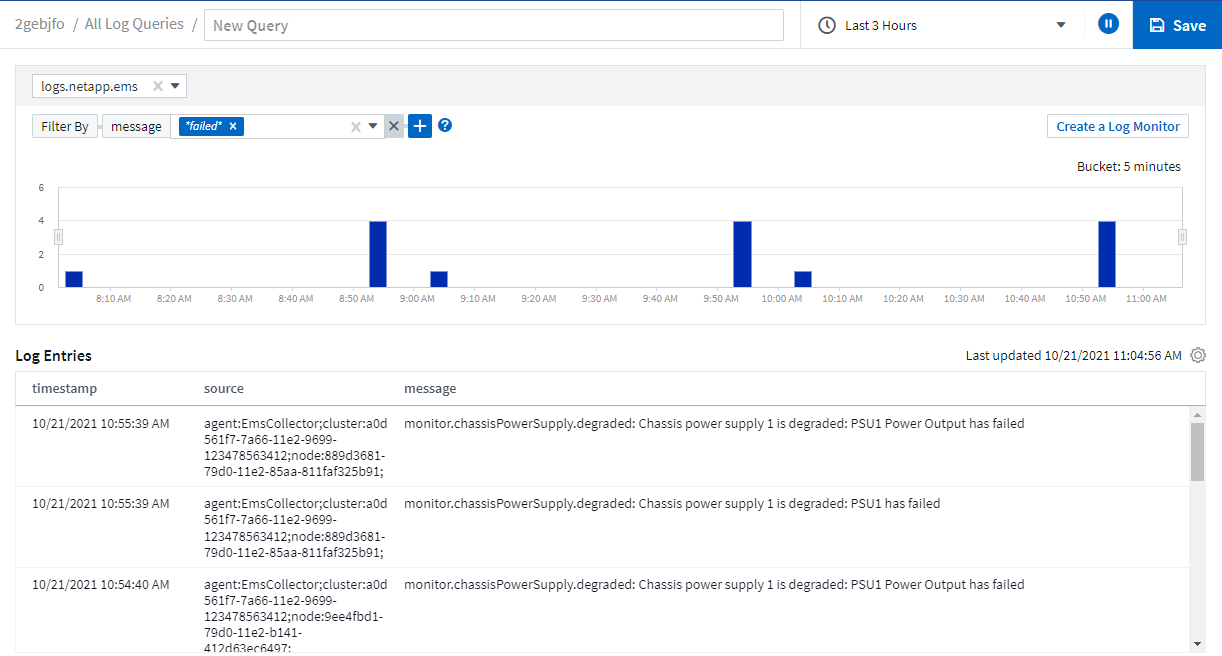 2gebjfo / All Log Queries / New Query
Last 3 Hours
Save
logs.netapp.ems
Filter By message *failed*
Create a Log Monitor
Bucket: 5 minutes
6
4
2
0
8:10 AM 8:20 AM 8:30 AM 8:40 AM 8:50 AM 9:00 AM 9:10 AM 9:20 AM 9:30 AM 9:40 AM 9:50 AM 10:00 AM 10:10 AM 10:20 AM 10:30 AM 10:40 AM 10:50 AM 11:00 AM
Log Entries
Last updated 10/21/2021 11:04:56 AM
timestamp source message
10/21/2021 10:55:39 AM agent:EmsCollector;cluster:a0d monitor.chassisPowerSupply.degraded: Chassis power supply 1 is degraded: PSU1 Power Output has failed
561f7-7a66-11e2-9699-
123478563412;node:889d3681-
79d0-11e2-85aa-811faf325b91;
10/21/2021 10:55:39 AM agent:EmsCollector;cluster:a0d monitor.chassisPowerSupply.degraded: Chassis power supply 1 is degraded: PSU1 has failed
561f7-7a66-11e2-9699-
123478563412;node:889d3681-
79d0-11e2-85aa-811faf325b91;
10/21/2021 10:54:40 AM agent:EmsCollector;cluster:a0d monitor.chassisPowerSupply.degraded: Chassis power supply 1 is degraded: PSU1 Power Output has failed
561f7-7a66-11e2-9699-
123478563412;node:9ee4fbd1-
79d0-11e2-b141-
412d63ec6497;